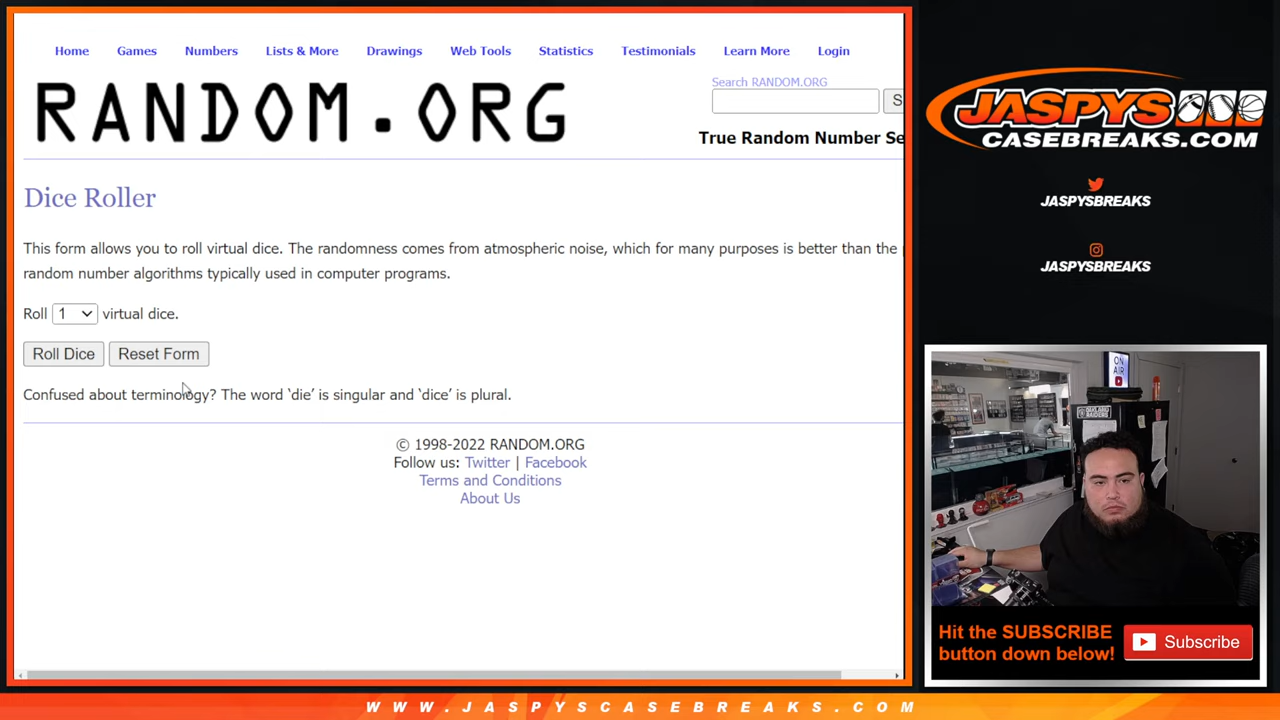 Home Games Numbers Lists & More Drawings Web Tools Statistics Testimonials Learn More Login
RANDOM.ORG
Search RANDOM.ORG
True Random Number Se
Dice Roller
This form allows you to roll virtual dice. The randomness comes from atmospheric noise, which for many purposes is better than the
random number algorithms typically used in computer programs.
Roll 1 virtual dice.
Roll Dice Reset Form
Confused about terminology? The word ‘die’ is singular and ‘dice’ is plural.
© 1998-2022 RANDOM.ORG
Follow us: Twitter | Facebook
Terms and Conditions
About Us
JASPYS
CASEBREAKS.COM
JASPYSBREAKS
JASPYSBREAKS
ON
AIR
Hit the SUBSCRIBE
button down below!
Subscribe
WWW.JASPYSCASEBREAKS.COM